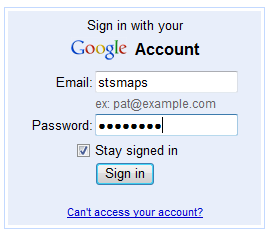 Sign in with your
Google Account
Email: stsmaps
ex: pat@example.com
Password: ••••••••
Stay signed in
Sign in
Can't access your account?